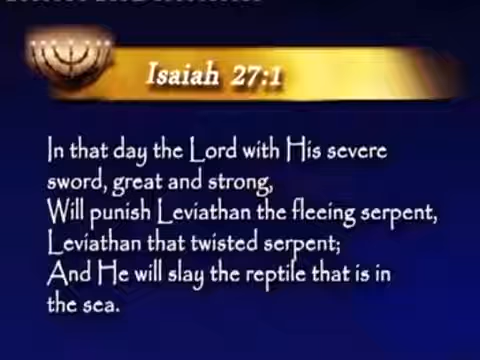 Isaiah 27:1
In that day the Lord with His severe
sword, great and strong,
Will punish Leviathan the fleeing serpent,
Leviathan that twisted serpent;
And He will slay the reptile that is in
the sea.